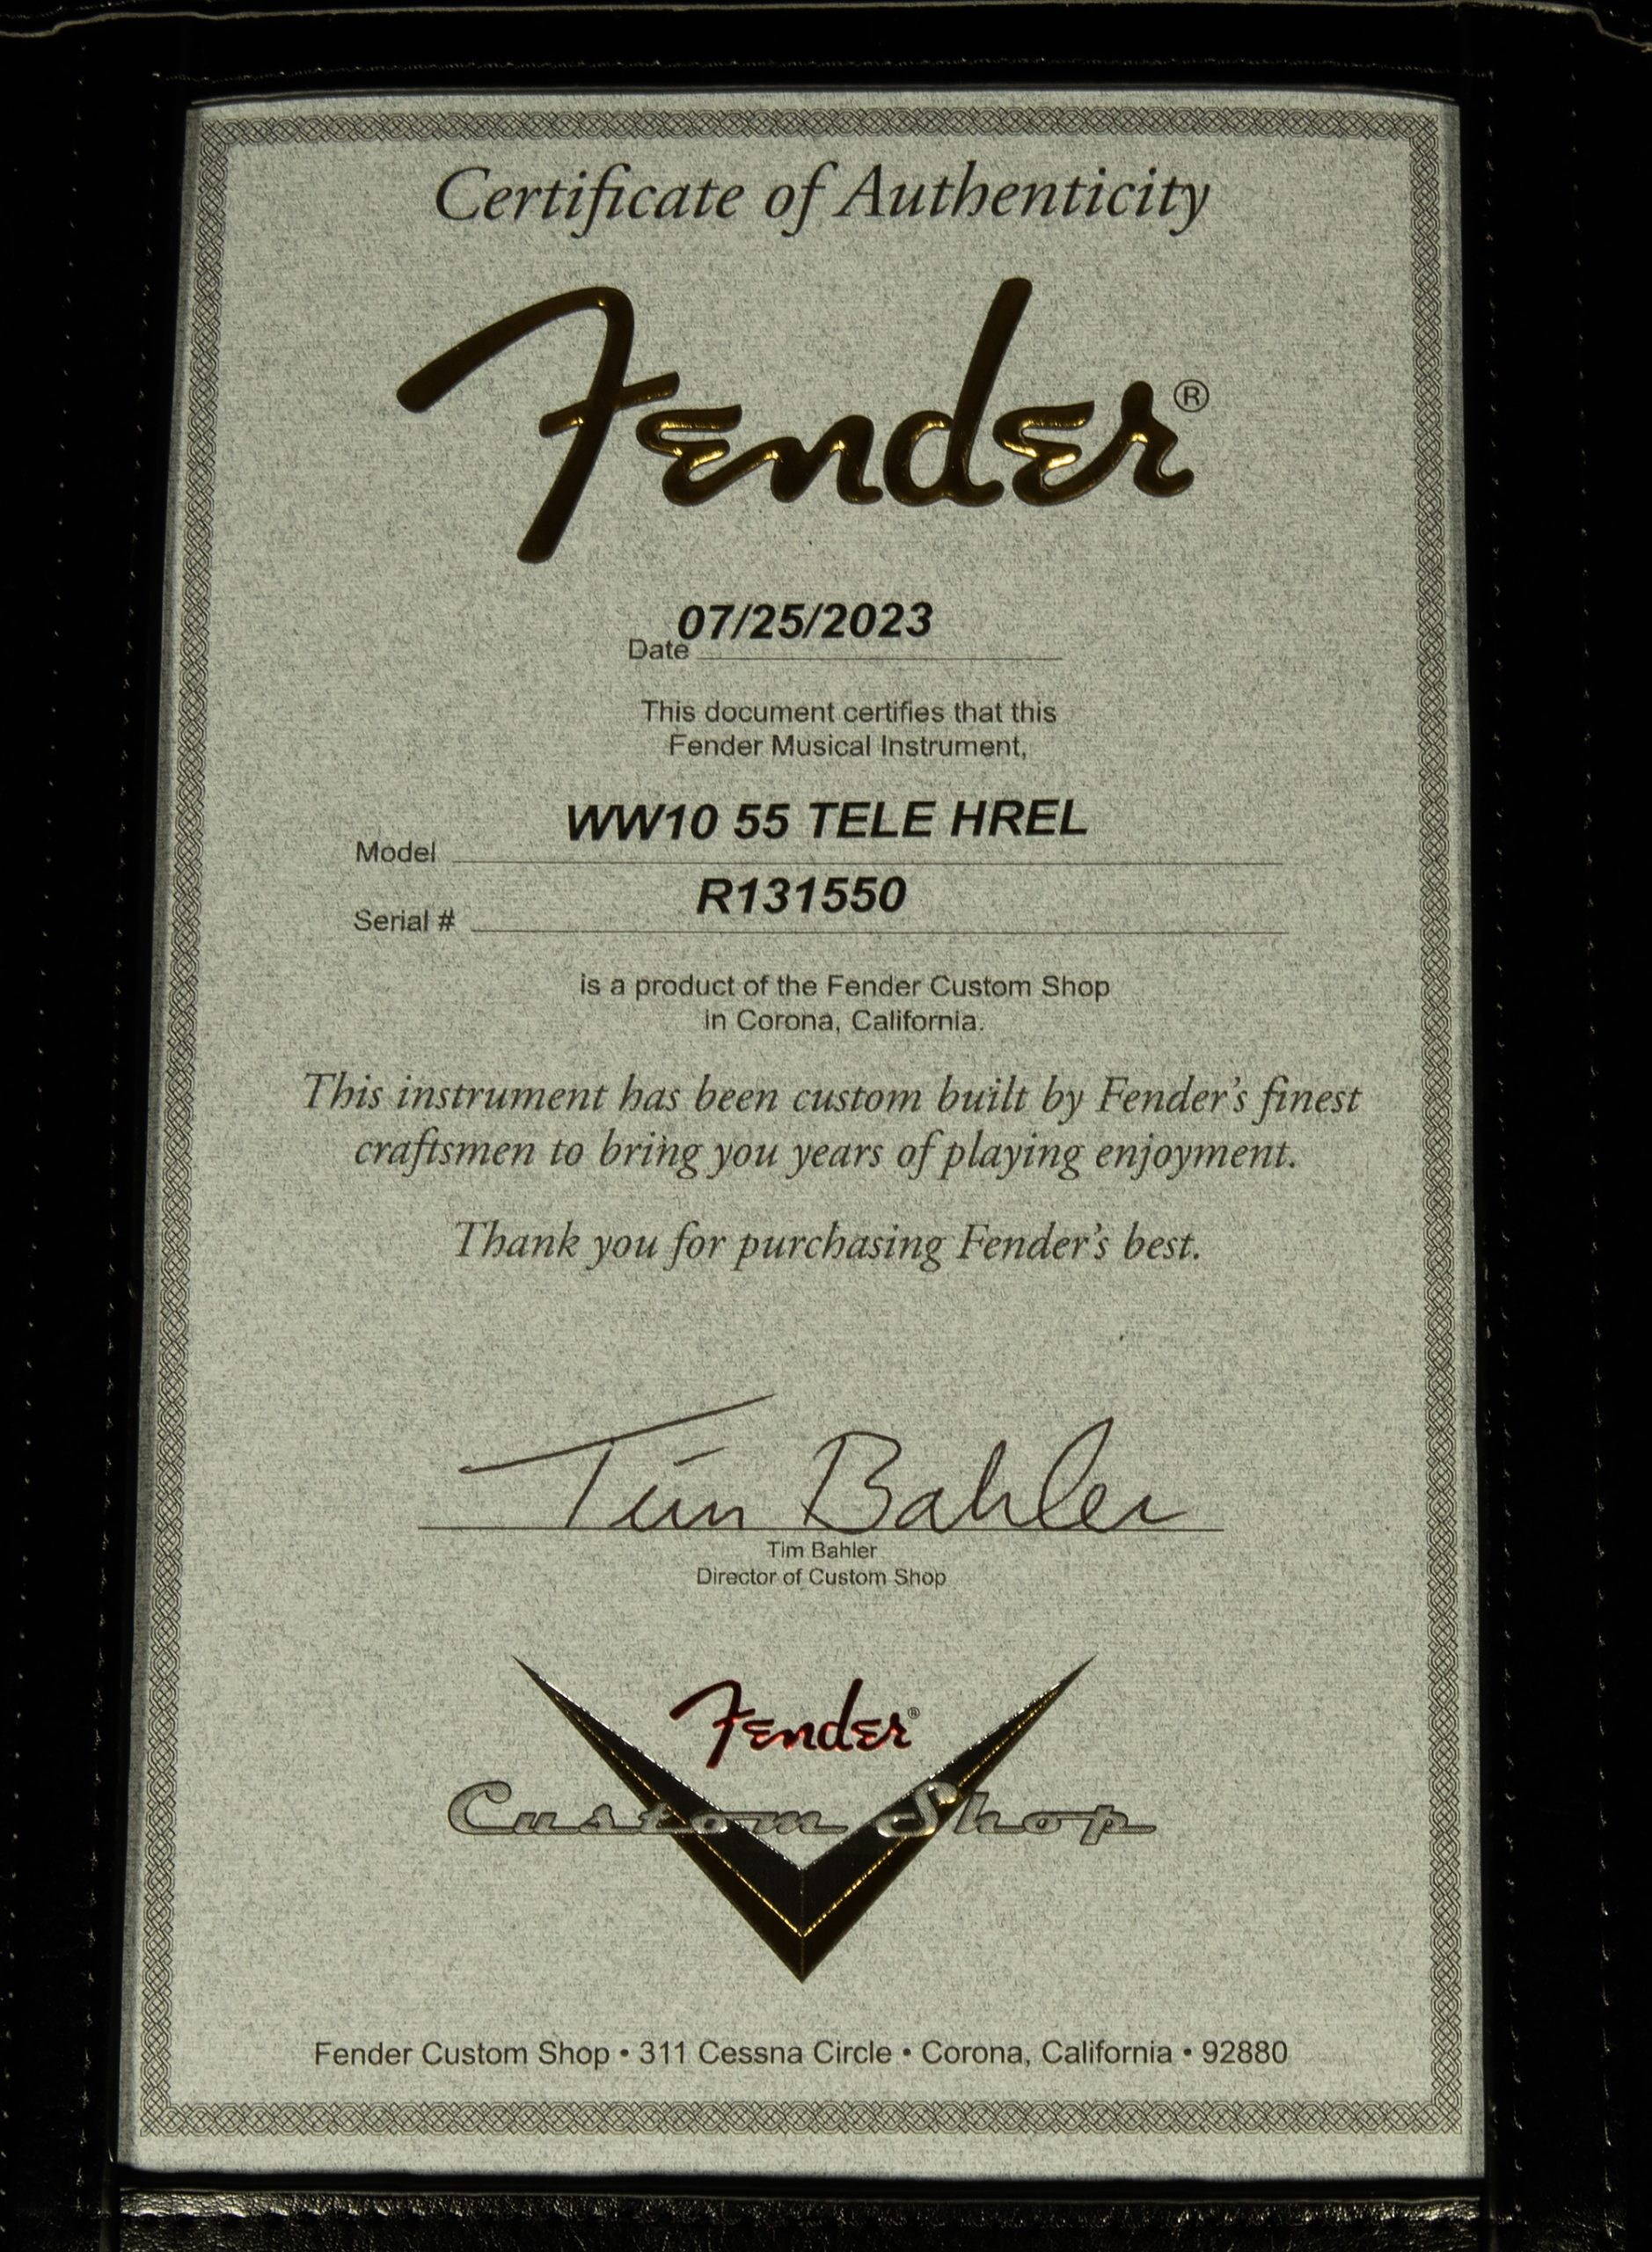 Certificate of Authenticity
Fender®
Date 07/25/2023
This document certifies that this
Fender Musical Instrument,
Model WW10 55 TELE HREL
Serial # R131550
is a product of the Fender Custom Shop
in Corona, California.
This instrument has been custom built by Fender's finest
craftsmen to bring you years of playing enjoyment.
Thank you for purchasing Fender's best.
Tim Bahler
Tim Bahler
Director of Custom Shop
Fender®
Custom Shop
Fender Custom Shop • 311 Cessna Circle • Corona, California • 92880